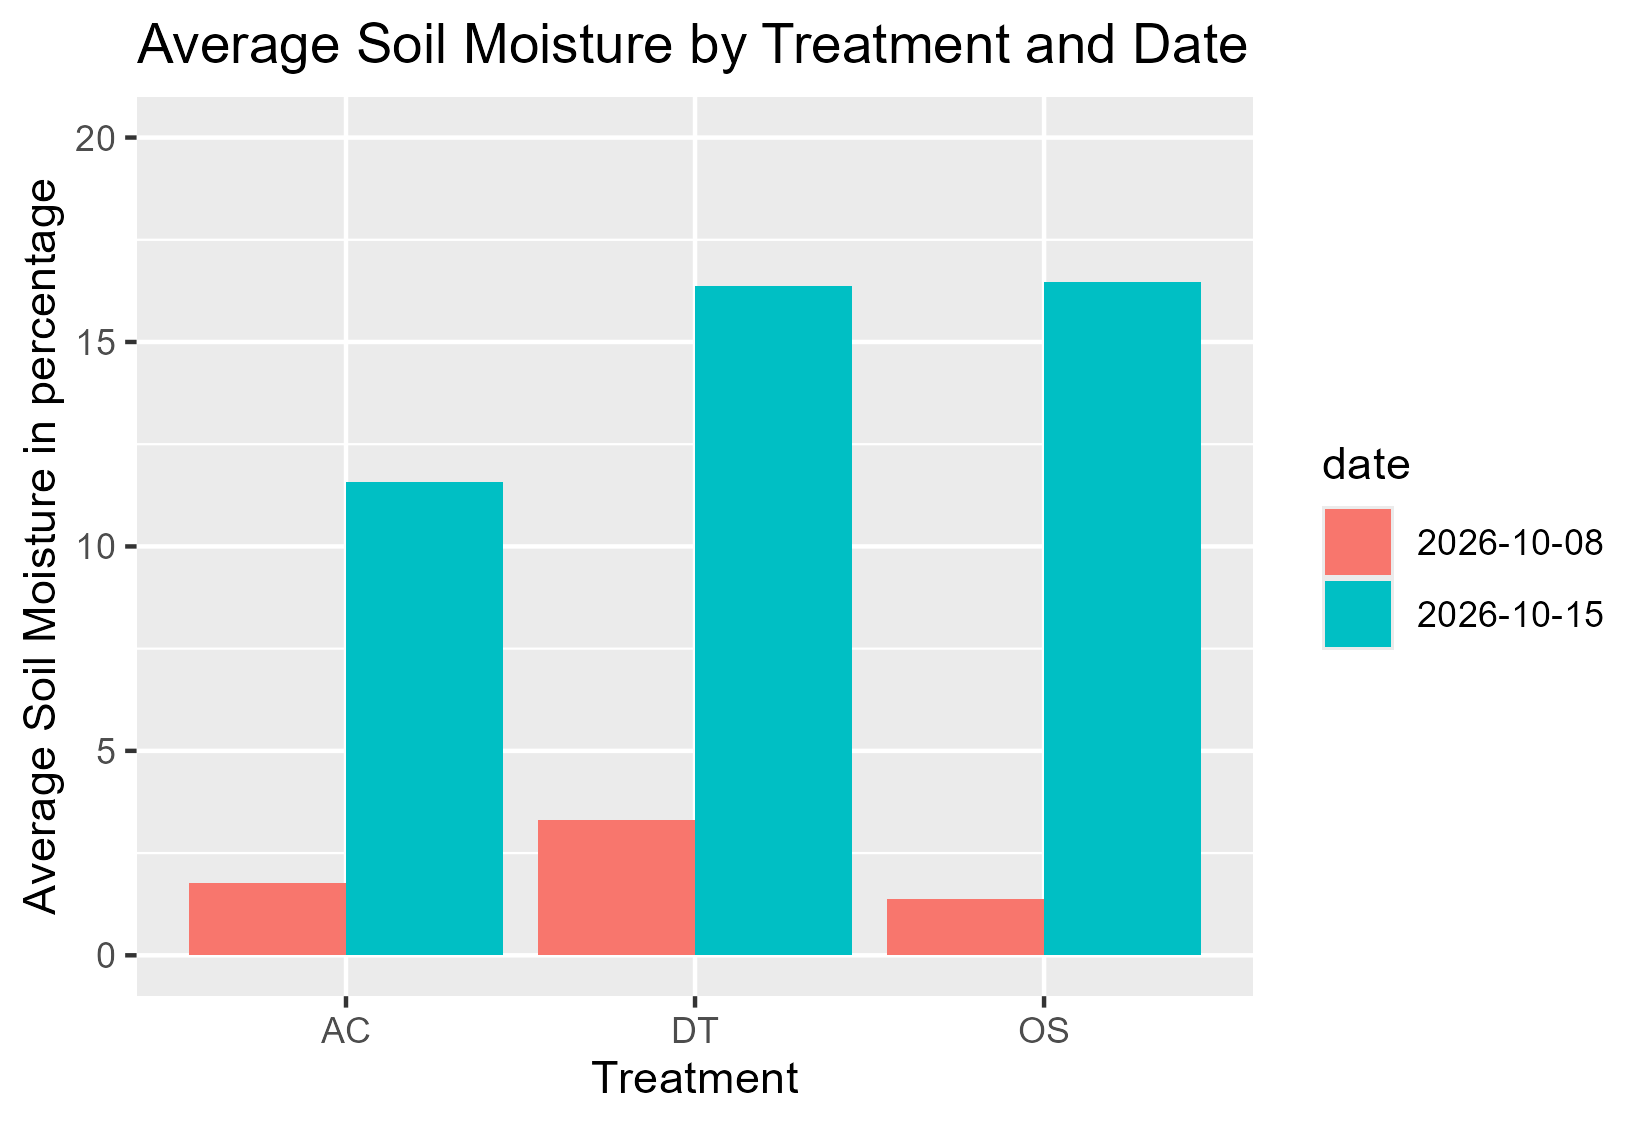 Average Soil Moisture by Treatment and Date
Average Soil Moisture in percentage
20
15
10
5
0
AC DT OS
Treatment
date
2026-10-08
2026-10-15